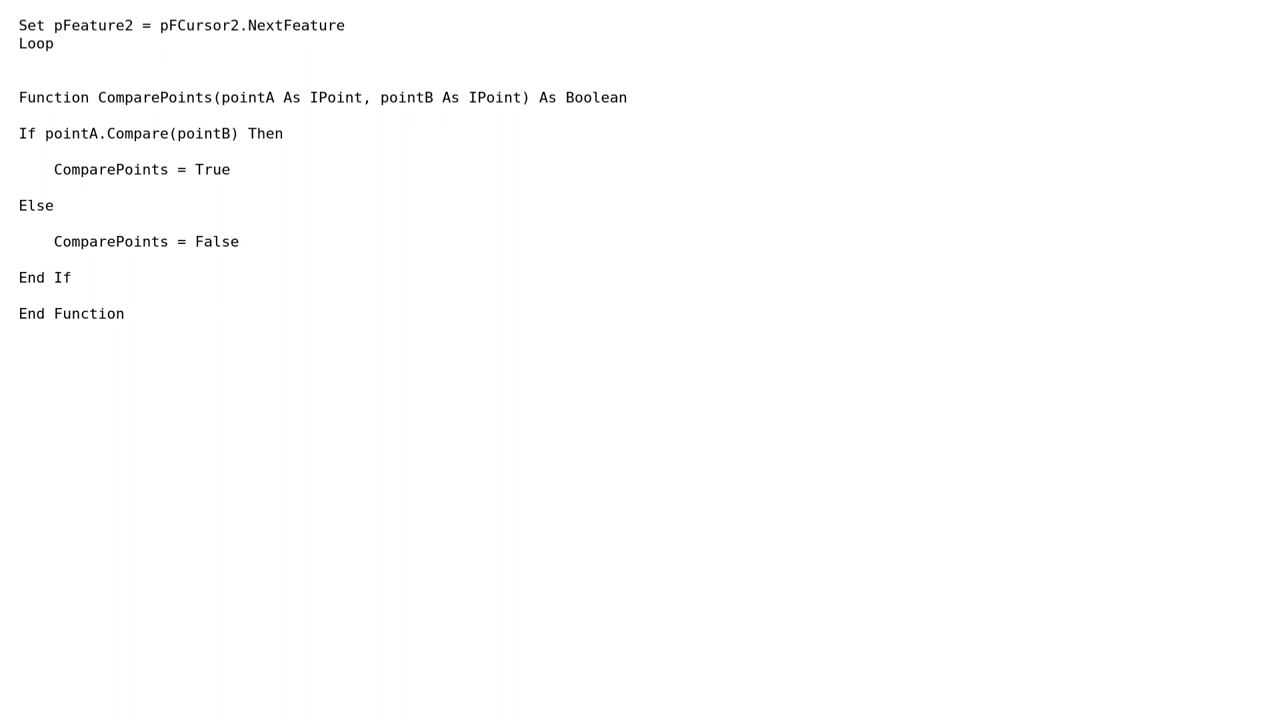 Set pFeature2 = pFCursor2.NextFeature
Loop
Function ComparePoints(pointA As IPoint, pointB As IPoint) As Boolean
If pointA.Compare(pointB) Then
    ComparePoints = True
Else
    ComparePoints = False
End If
End Function